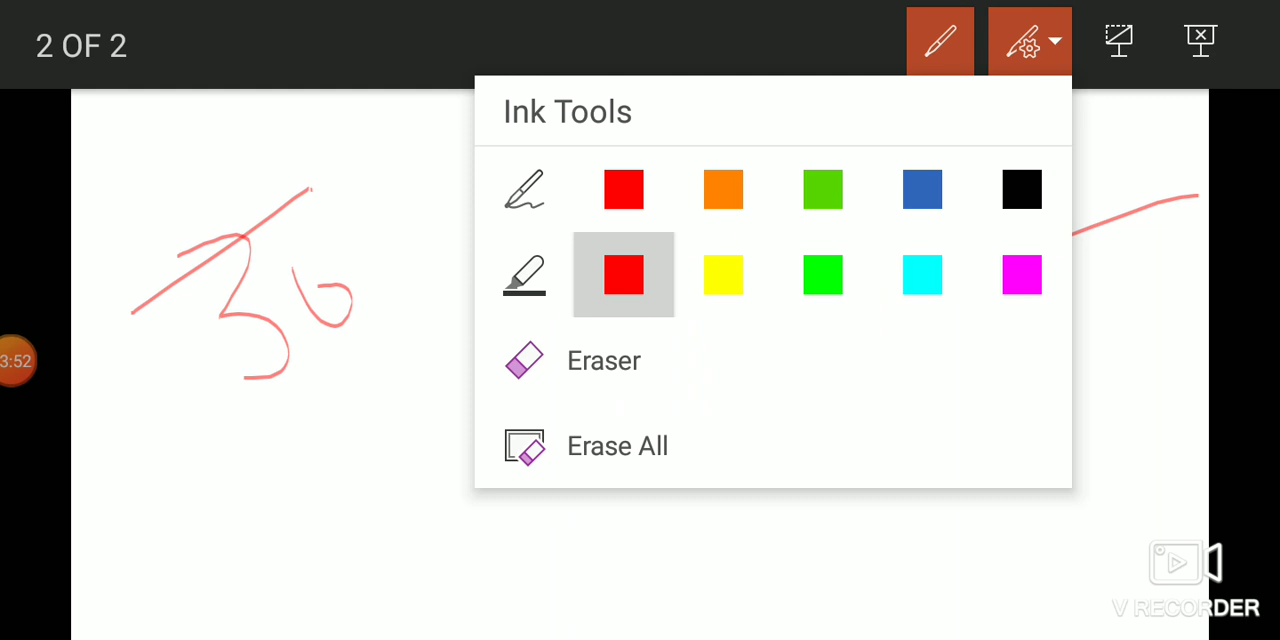 2 OF 2
Ink Tools
Eraser
Erase All
3:52
V RECORDER